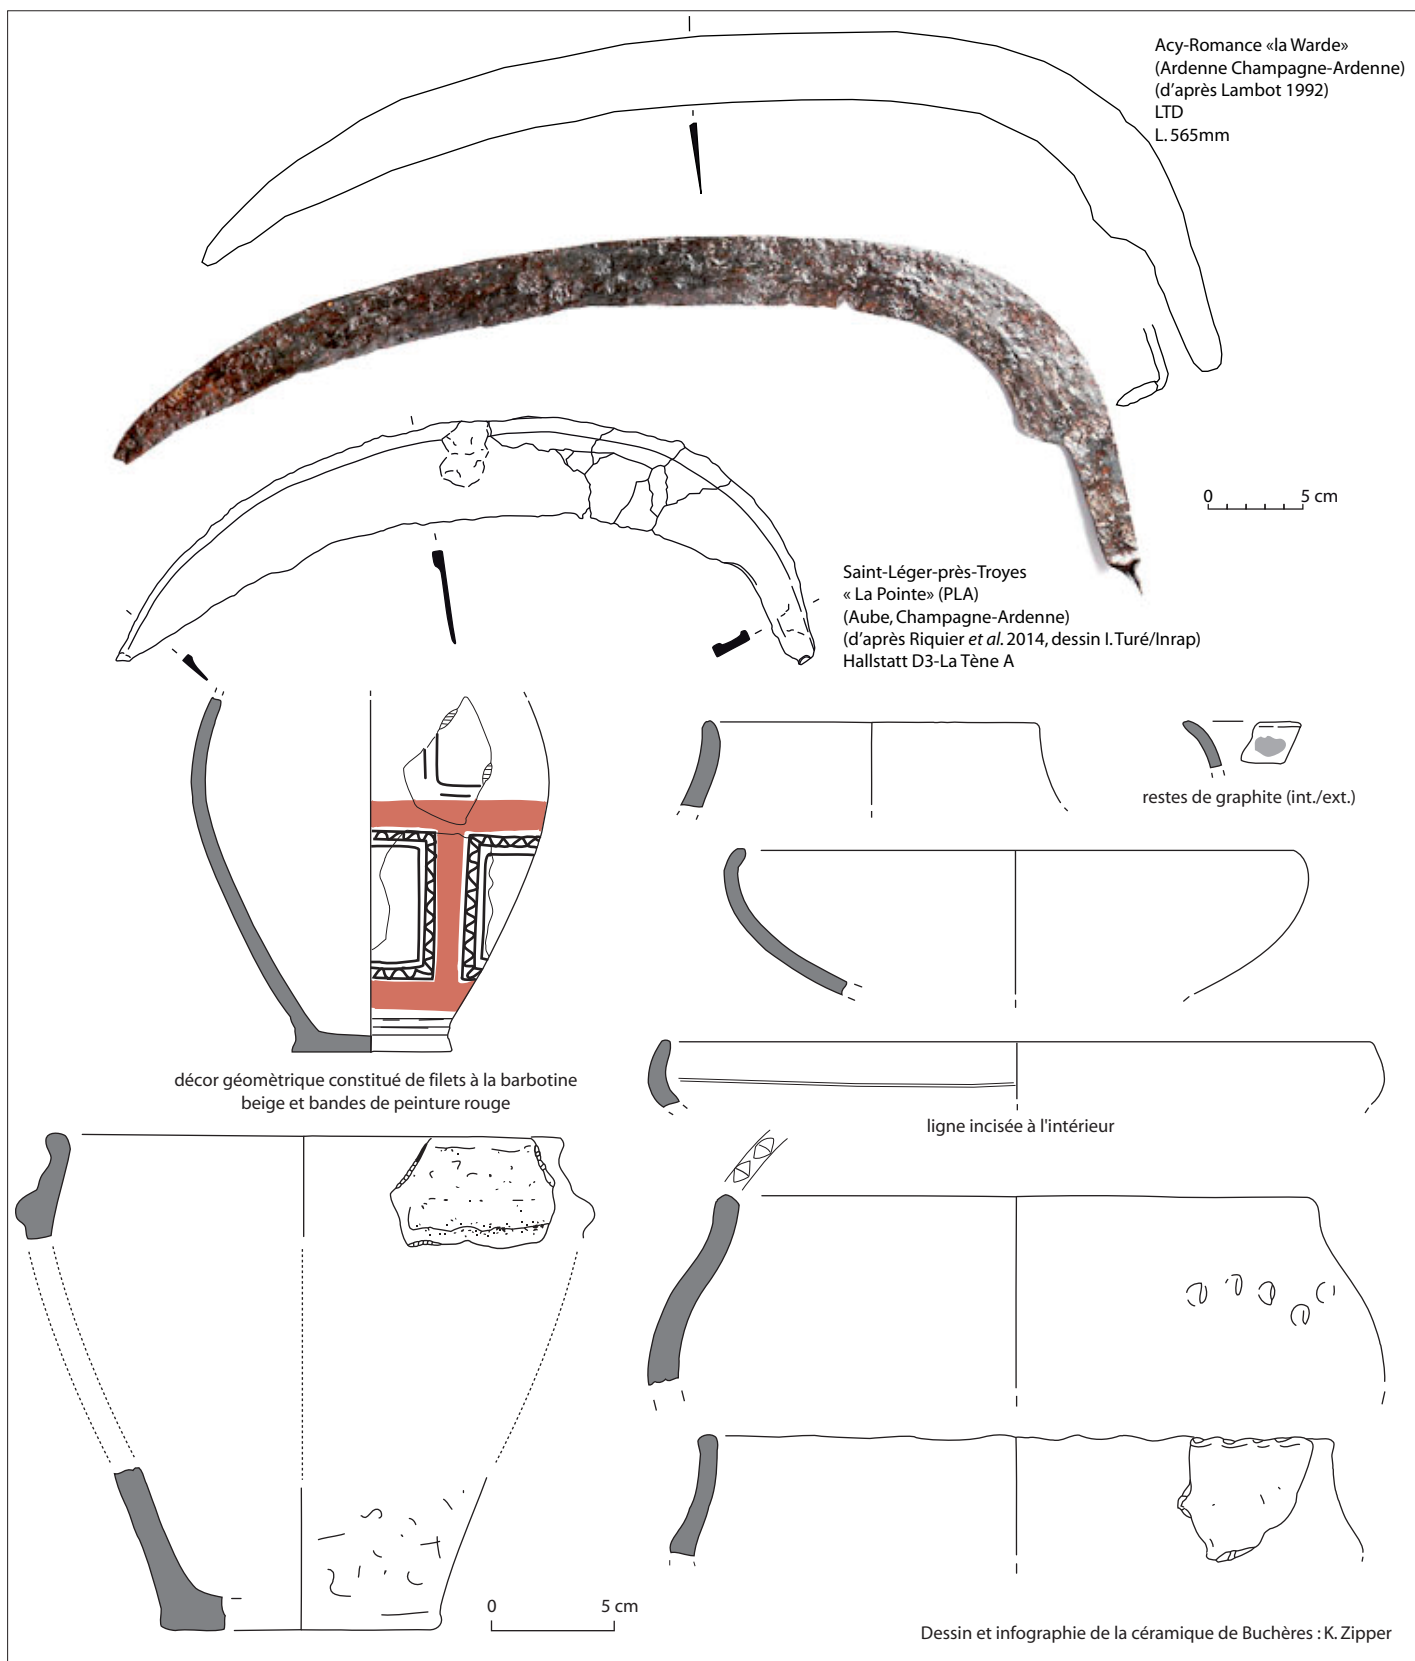 Acy-Romance «la Warde»
(Ardenne Champagne-Ardenne)
(d'après Lambot 1992)
LTD
L. 565mm
0 5 cm
Saint-Léger-près-Troyes
« La Pointe» (PLA)
(Aube, Champagne-Ardenne)
(d'après Riquier et al. 2014, dessin I. Turé/Inrap)
Hallstatt D3-La Tène A
restes de graphite (int./ext.)
décor géomètrique constitué de filets à la barbotine
beige et bandes de peinture rouge
ligne incisée à l'intérieur
0 5 cm
Dessin et infographie de la céramique de Buchères : K. Zipper